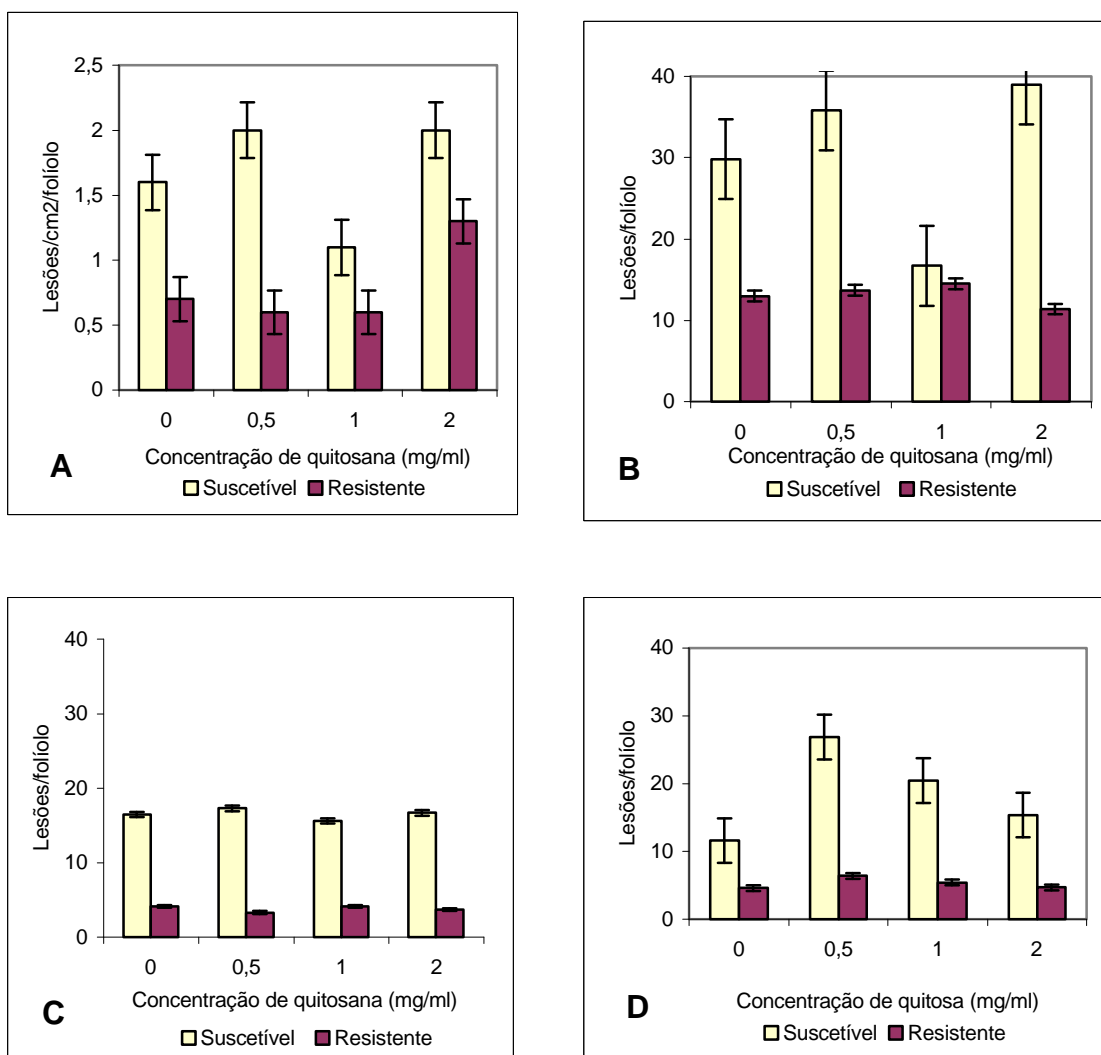 Lesões/cm2/folíolo
2,5
2
1,5
1
0,5
0
0 0,5 1 2
Concentração de quitosana (mg/ml)
A
Suscetível Resistente
Lesões/folíolo
40
30
20
10
0
0 0,5 1 2
Concentração de quitosana (mg/ml)
B
Suscetível Resistente
Lesões/folíolo
40
30
20
10
0
0 0,5 1 2
Concentração de quitosana (mg/ml)
C
Suscetível Resistente
Lesões/folíolo
40
30
20
10
0
0 0,5 1 2
Concentração de quitosa (mg/ml)
D
Suscetível Resistente